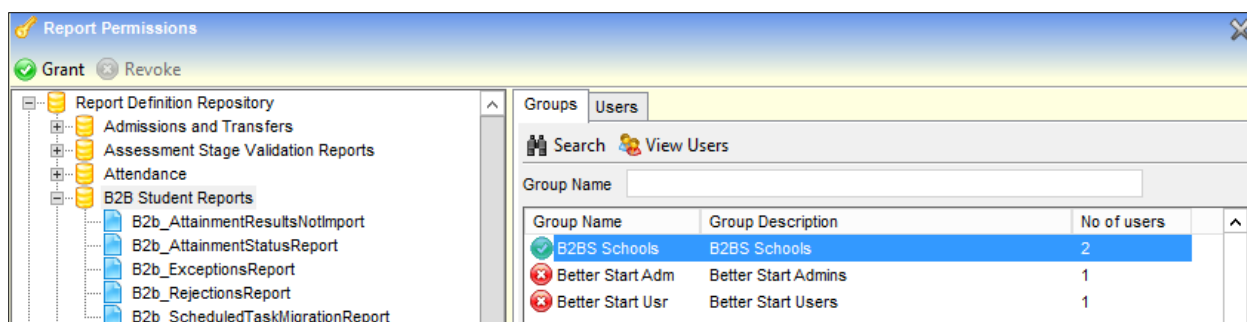 Report Permissions
Grant Revoke
Report Definition Repository
Admissions and Transfers
Assessment Stage Validation Reports
Attendance
B2B Student Reports
B2b_AttainmentResultsNotImport
B2b_AttainmentStatusReport
B2b_ExceptionsReport
B2b_RejectionsReport
B2b_ScheduledTaskMigrationReport
Groups Users
Search View Users
Group Name
Group Name Group Description No of users
B2BS Schools B2BS Schools 2
Better Start Adm Better Start Admins 1
Better Start Usr Better Start Users 1